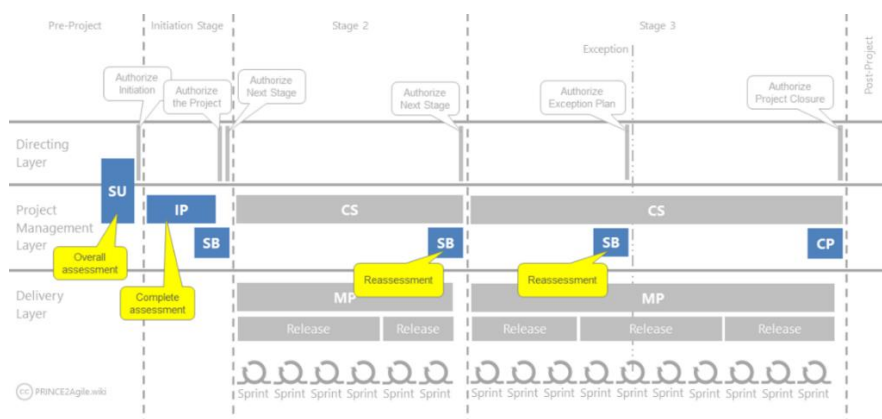 Pre-Project
Initiation Stage
Stage 2
Stage 3
Post-Project
Exception
Authorize
Initiation
Authorize
the Project
Authorize
Next Stage
Authorize
Next Stage
Authorize
Exception Plan
Authorize
Project Closure
Directing
Layer
SU
Project
Management
Layer
IP
CS
CS
SB
SB
SB
CP
Overall
assessment
Complete
assessment
Reassessment
Reassessment
Delivery
Layer
MP
MP
Release
Release
Release
Release
Release
Sprint Sprint Sprint Sprint Sprint Sprint Sprint Sprint Sprint Sprint Sprint Sprint Sprint Sprint
cc PRINCE2Agile.wiki